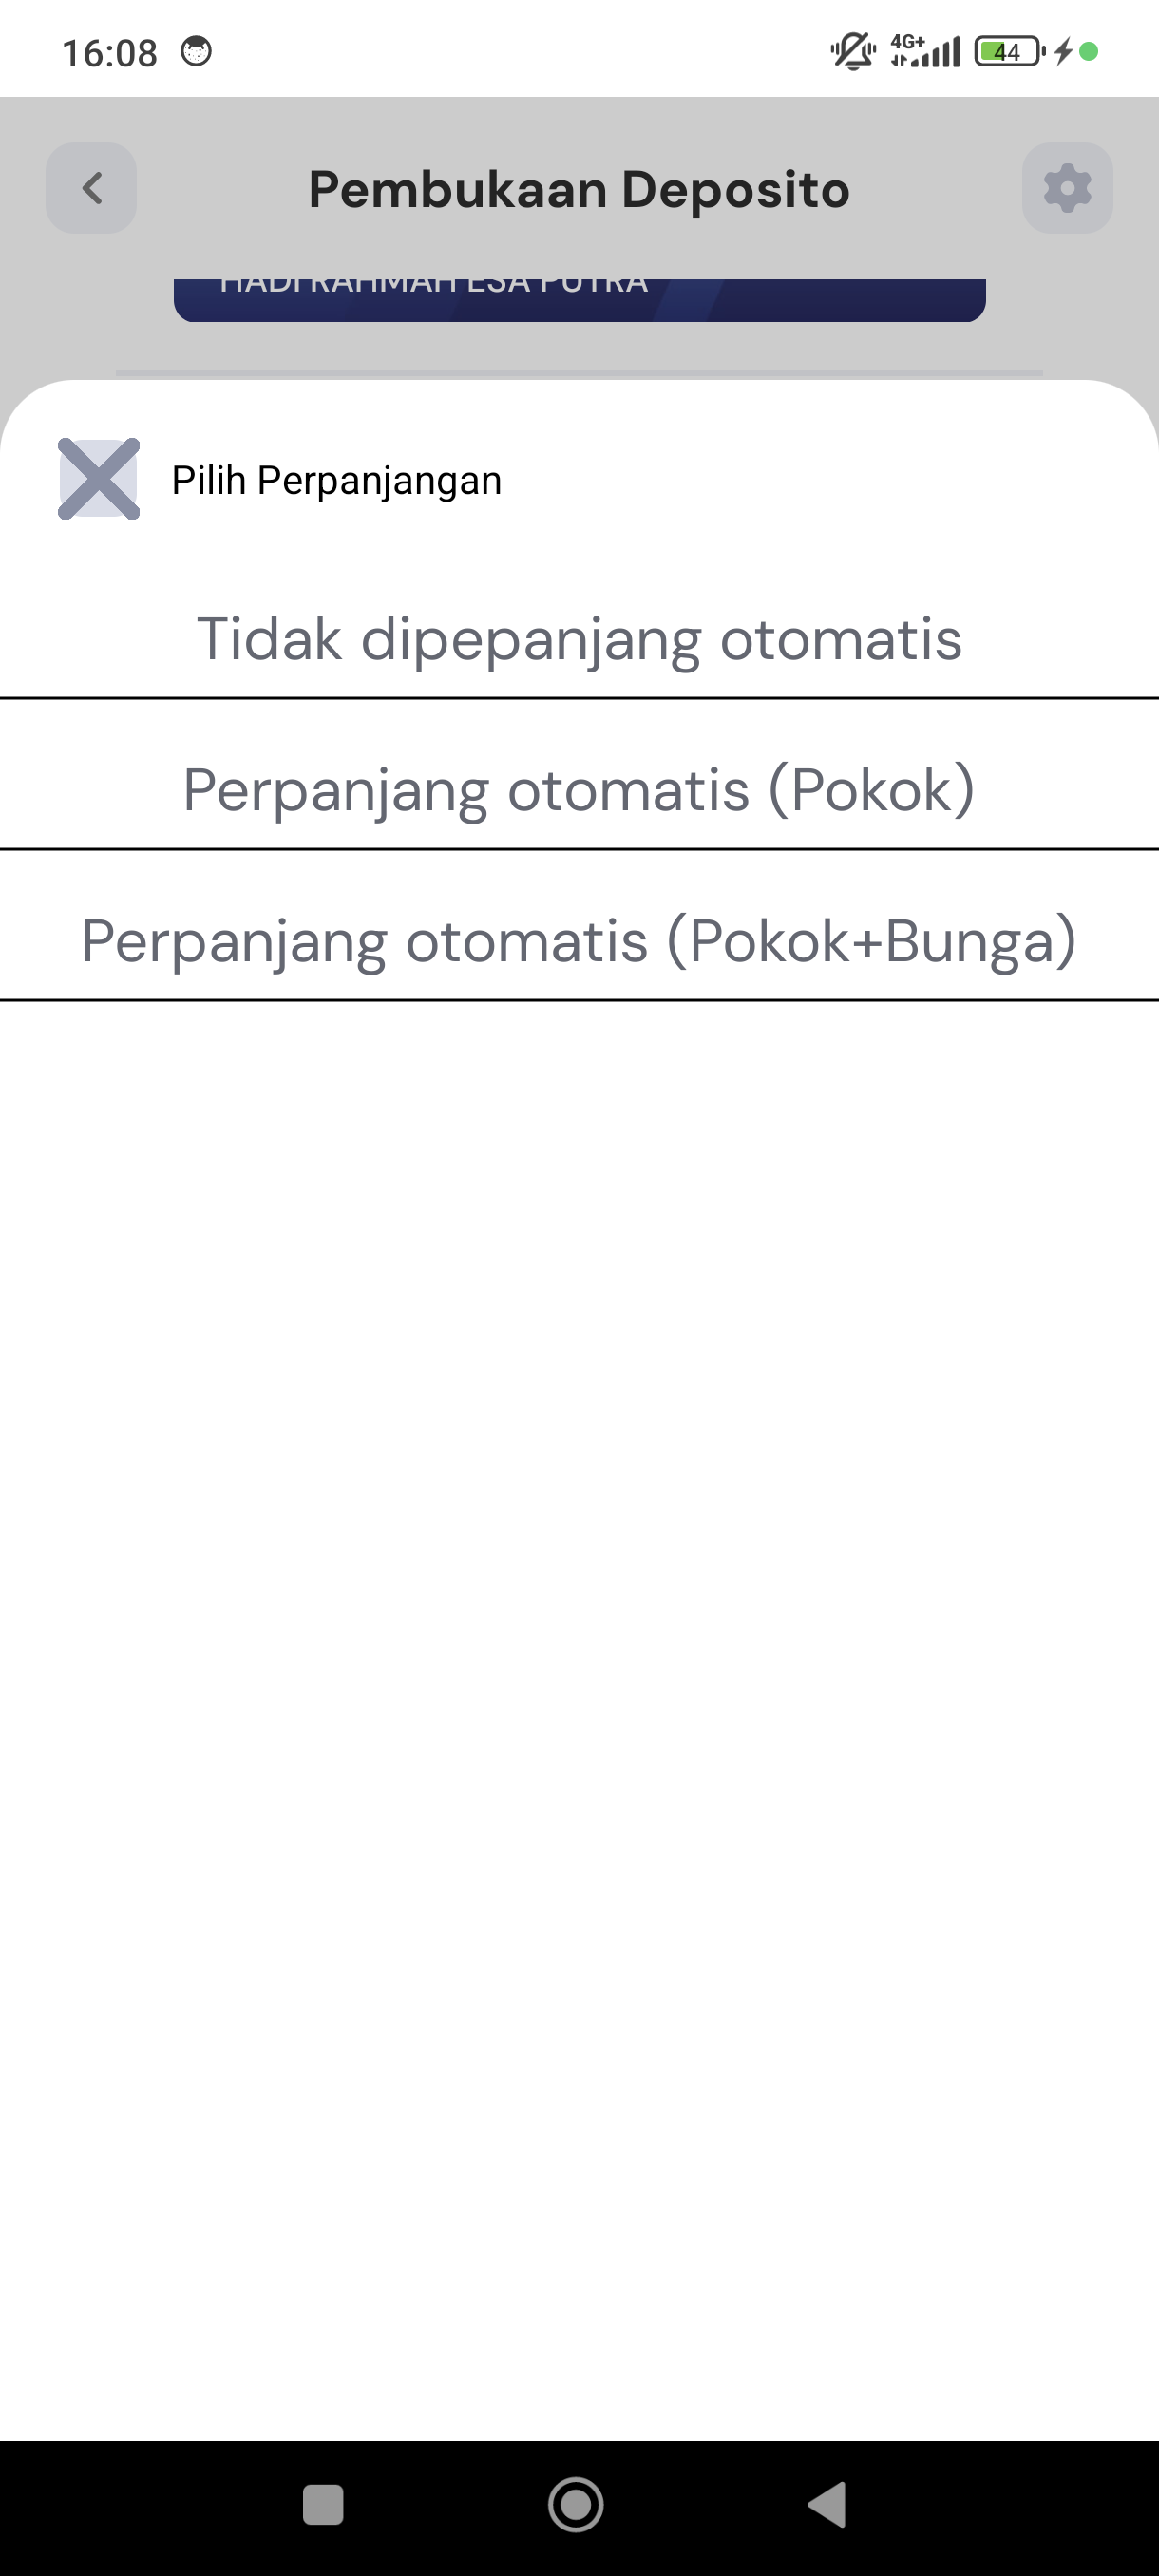 16:08
4G+
44
Pembukaan Deposito
HADI RAHMAH ESA PUTRA
Pilih Perpanjangan
Tidak dipepanjang otomatis
Perpanjang otomatis (Pokok)
Perpanjang otomatis (Pokok+Bunga)